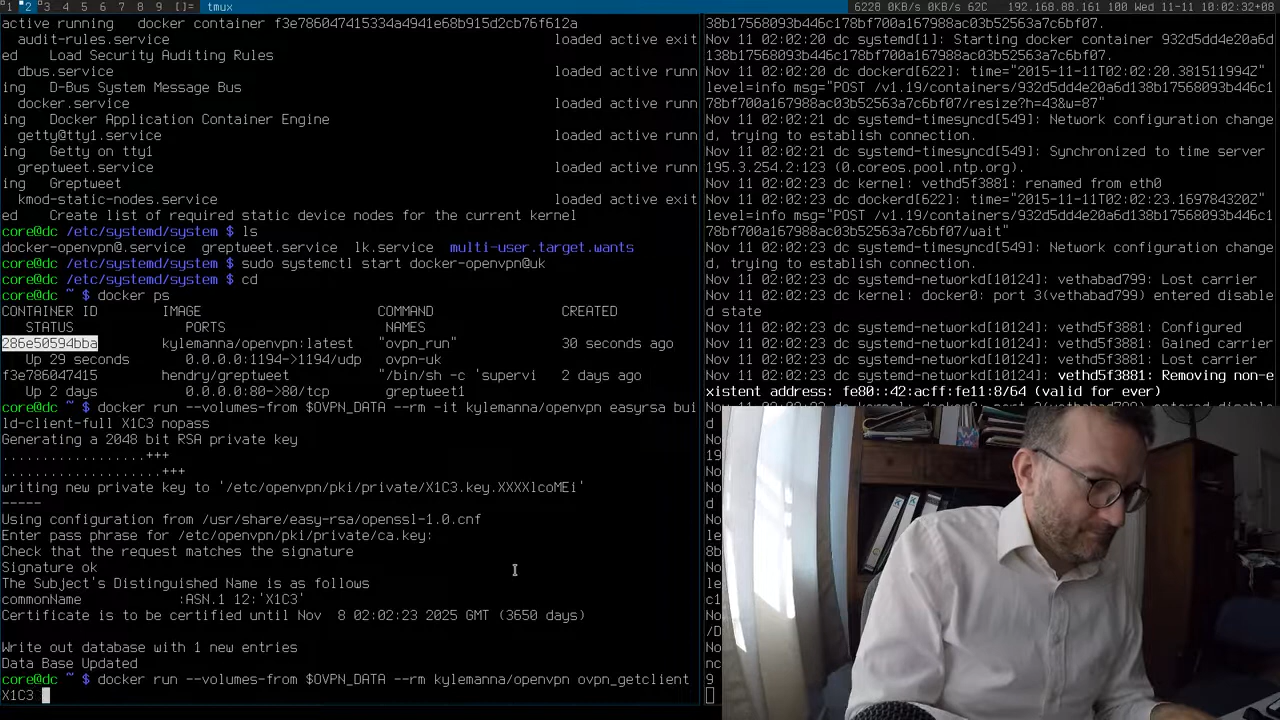 1 2 3 4 5 6 7 8 9 []= tmux 6228 0KB/s 0KB/s 62C 192.168.88.161 100 Wed 11-11 10:02:32+08
active running docker container f3e786047415334a4941e68b915d2cb76f612a
audit-rules.service loaded active exit
ed Load Security Auditing Rules
dbus.service loaded active runn
ing D-Bus System Message Bus
docker.service loaded active runn
ing Docker Application Container Engine
getty@tty1.service loaded active runn
ing Getty on tty1
greptweet.service loaded active runn
ing Greptweet
kmod-static-nodes.service loaded active exit
ed Create list of required static device nodes for the current kernel
core@dc /etc/systemd/system $ ls
docker-openvpn@.service greptweet.service lk.service multi-user.target.wants
core@dc /etc/systemd/system $ sudo systemctl start docker-openvpn@uk
core@dc /etc/systemd/system $ cd
core@dc ~ $ docker ps
CONTAINER ID IMAGE COMMAND CREATED
STATUS PORTS NAMES
286e50594bba kylemanna/openvpn:latest "ovpn_run" 30 seconds ago
Up 29 seconds 0.0.0.0:1194->1194/udp ovpn-uk
f3e786047415 hendry/greptweet "/bin/sh -c 'supervi 2 days ago
Up 2 days 0.0.0.0:80->80/tcp greptweet1
core@dc ~ $ docker run --volumes-from $OVPN_DATA --rm -it kylemanna/openvpn easyrsa bui
ld-client-full X1C3 nopass
Generating a 2048 bit RSA private key
..................+++
....................+++
writing new private key to '/etc/openvpn/pki/private/X1C3.key.XXXXlcoMEi'
-----
Using configuration from /usr/share/easy-rsa/openssl-1.0.cnf
Enter pass phrase for /etc/openvpn/pki/private/ca.key:
Check that the request matches the signature
Signature ok
The Subject's Distinguished Name is as follows
commonName :ASN.1 12:'X1C3'
Certificate is to be certified until Nov 8 02:02:23 2025 GMT (3650 days)
Write out database with 1 new entries
Data Base Updated
core@dc ~ $ docker run --volumes-from $OVPN_DATA --rm kylemanna/openvpn ovpn_getclient
X1C3
38b17568093b446c178bf700a167988cac03b52563a7c6bf07.
Nov 11 02:02:20 dc systemd[1]: Starting docker container 932d5dd4e20a6d
138b17568093b446c178bf700a167988cac03b52563a7c6bf07.
Nov 11 02:02:20 dc dockerd[622]: time="2015-11-11T02:02:20.381511994Z"
level=info msg="POST /v1.19/containers/932d5dd4e20a6d138b17568093b446c1
78bf700a167988cac03b52563a7c6bf07/resize?h=43&w=87"
Nov 11 02:02:21 dc systemd-timesyncd[549]: Network configuration change
d, trying to establish connection.
Nov 11 02:02:21 dc systemd-timesyncd[549]: Synchronized to time server
195.3.254.2:123 (0.coreos.pool.ntp.org).
Nov 11 02:02:23 dc kernel: vethd5f3881: renamed from eth0
Nov 11 02:02:23 dc dockerd[622]: time="2015-11-11T02:02:23.169784320Z"
level=info msg="POST /v1.19/containers/932d5dd4e20a6d138b17568093b446c1
78bf700a167988cac03b52563a7c6bf07/wait"
Nov 11 02:02:23 dc systemd-timesyncd[549]: Network configuration change
d, trying to establish connection.
Nov 11 02:02:23 dc systemd-networkd[10124]: vethabad799: Lost carrier
Nov 11 02:02:23 dc kernel: docker0: port 3(vethabad799) entered disable
d state
Nov 11 02:02:23 dc systemd-networkd[10124]: vethd5f3881: Configured
Nov 11 02:02:23 dc systemd-networkd[10124]: vethd5f3881: Gained carrier
Nov 11 02:02:23 dc systemd-networkd[10124]: vethd5f3881: Lost carrier
Nov 11 02:02:23 dc systemd-networkd[10124]: vethd5f3881: Removing non-e
xistent address: fe80::42:acff:fe11:8/64 (valid for ever)